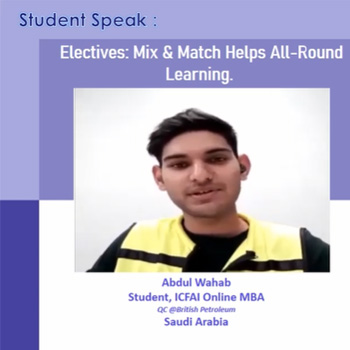 Student Speak :
Electives: Mix & Match Helps All-Round
Learning.
Abdul Wahab
Student, ICFAI Online MBA
QC @British Petroleum
Saudi Arabia